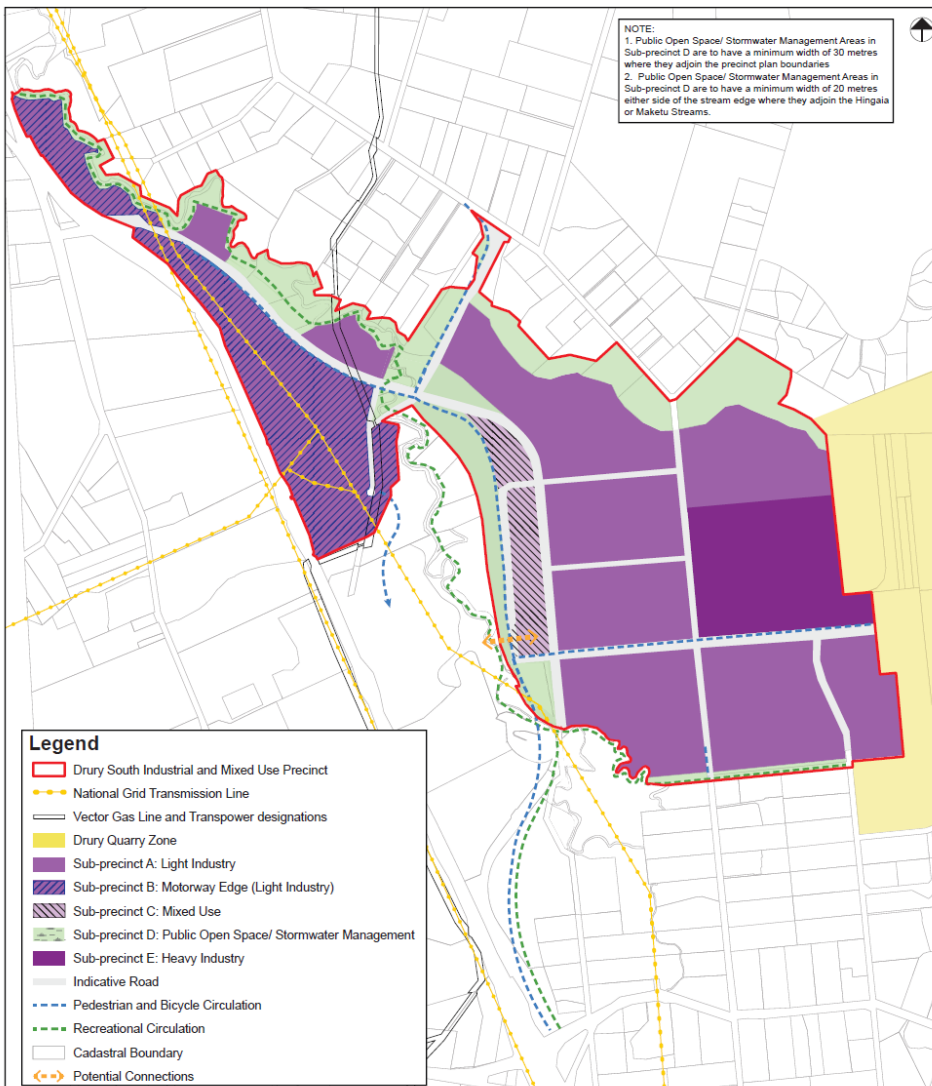 NOTE:
1. Public Open Space/ Stormwater Management Areas in
Sub-precinct D are to have a minimum width of 30 metres
where they adjoin the precinct plan boundaries
2. Public Open Space/ Stormwater Management Areas in
Sub-precinct D are to have a minimum width of 20 metres
either side of the stream edge where they adjoin the Hingaia
or Maketu Streams.
Legend
Drury South Industrial and Mixed Use Precinct
National Grid Transmission Line
Vector Gas Line and Transpower designations
Drury Quarry Zone
Sub-precinct A: Light Industry
Sub-precinct B: Motorway Edge (Light Industry)
Sub-precinct C: Mixed Use
Sub-precinct D: Public Open Space/ Stormwater Management
Sub-precinct E: Heavy Industry
Indicative Road
Pedestrian and Bicycle Circulation
Recreational Circulation
Cadastral Boundary
Potential Connections